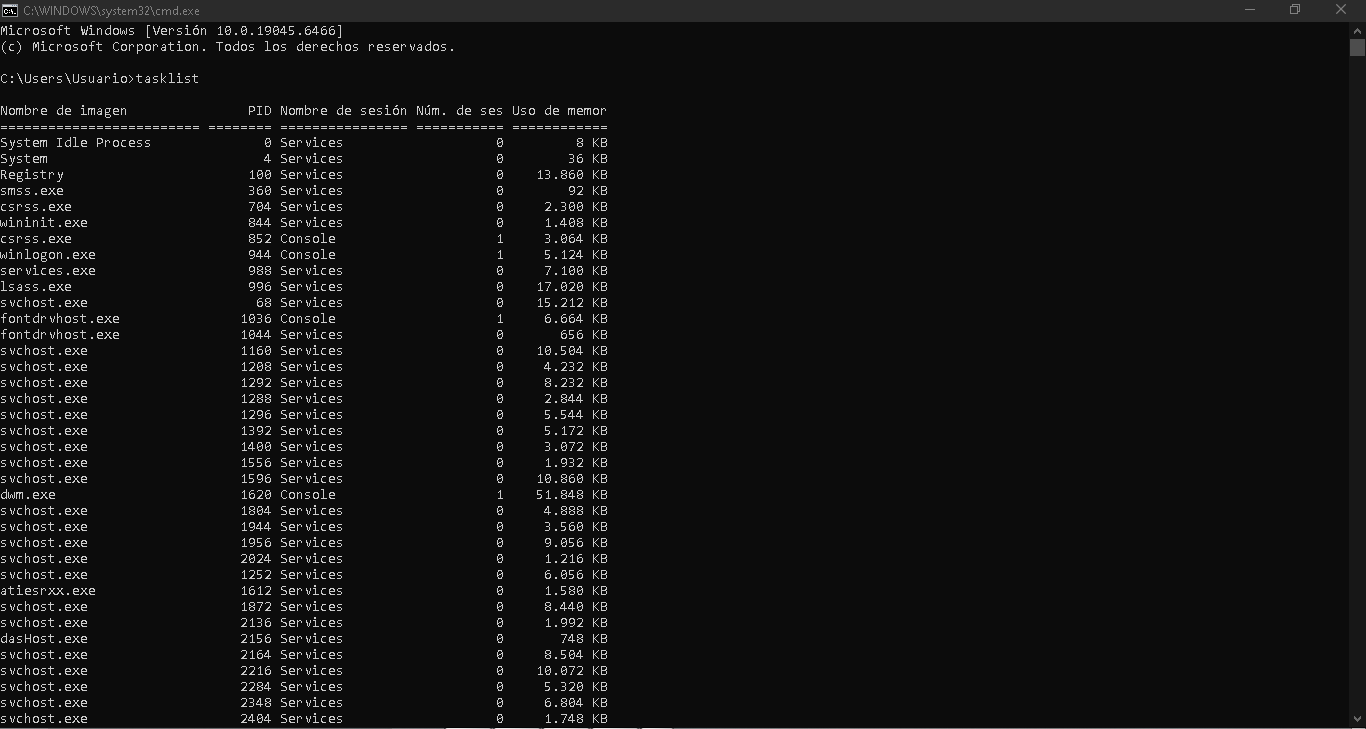 C:\WINDOWS\system32\cmd.exe
Microsoft Windows [Versión 10.0.19045.6466]
(c) Microsoft Corporation. Todos los derechos reservados.
C:\Users\Usuario>tasklist
Nombre de imagen               PID Nombre de sesión Núm. de ses Uso de memor
========================= ======== ================ =========== ============
System Idle Process              0 Services                   0         8 KB
System                           4 Services                   0        36 KB
Registry                       100 Services                   0    13.860 KB
smss.exe                       360 Services                   0        92 KB
csrss.exe                      704 Services                   0     2.300 KB
wininit.exe                    844 Services                   0     1.408 KB
csrss.exe                      852 Console                    1     3.064 KB
winlogon.exe                   944 Console                    1     5.124 KB
services.exe                   988 Services                   0     7.100 KB
lsass.exe                      996 Services                   0    17.020 KB
svchost.exe                     68 Services                   0    15.212 KB
fontdrvhost.exe               1036 Console                    1     6.664 KB
fontdrvhost.exe               1044 Services                   0       656 KB
svchost.exe                   1160 Services                   0    10.504 KB
svchost.exe                   1208 Services                   0     4.232 KB
svchost.exe                   1292 Services                   0     8.232 KB
svchost.exe                   1288 Services                   0     2.844 KB
svchost.exe                   1296 Services                   0     5.544 KB
svchost.exe                   1392 Services                   0     5.172 KB
svchost.exe                   1400 Services                   0     3.072 KB
svchost.exe                   1556 Services                   0     1.932 KB
svchost.exe                   1596 Services                   0    10.860 KB
dwm.exe                       1620 Console                    1    51.848 KB
svchost.exe                   1804 Services                   0     4.888 KB
svchost.exe                   1944 Services                   0     3.560 KB
svchost.exe                   1956 Services                   0     9.056 KB
svchost.exe                   2024 Services                   0     1.216 KB
svchost.exe                   1252 Services                   0     6.056 KB
atiesrxx.exe                  1612 Services                   0     1.580 KB
svchost.exe                   1872 Services                   0     8.440 KB
svchost.exe                   2136 Services                   0     1.992 KB
dasHost.exe                   2156 Services                   0       748 KB
svchost.exe                   2164 Services                   0     8.504 KB
svchost.exe                   2216 Services                   0    10.072 KB
svchost.exe                   2284 Services                   0     5.320 KB
svchost.exe                   2348 Services                   0     6.804 KB
svchost.exe                   2404 Services                   0     1.748 KB